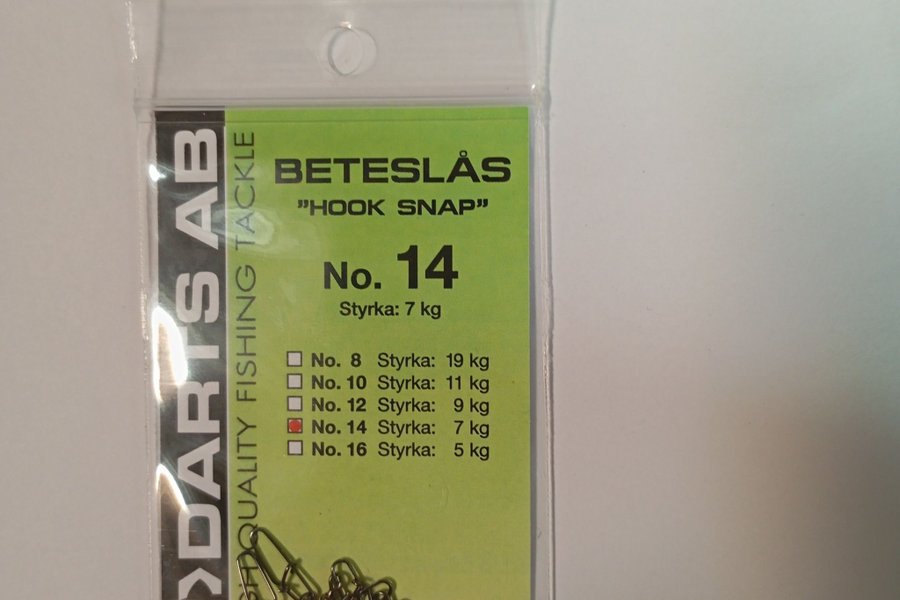 BETESLÅS
"HOOK SNAP"
No. 14
Styrka: 7 kg
No. 8 Styrka: 19 kg
No. 10 Styrka: 11 kg
No. 12 Styrka: 9 kg
No. 14 Styrka: 7 kg
No. 16 Styrka: 5 kg
DARTS AB
QUALITY FISHING TACKLE